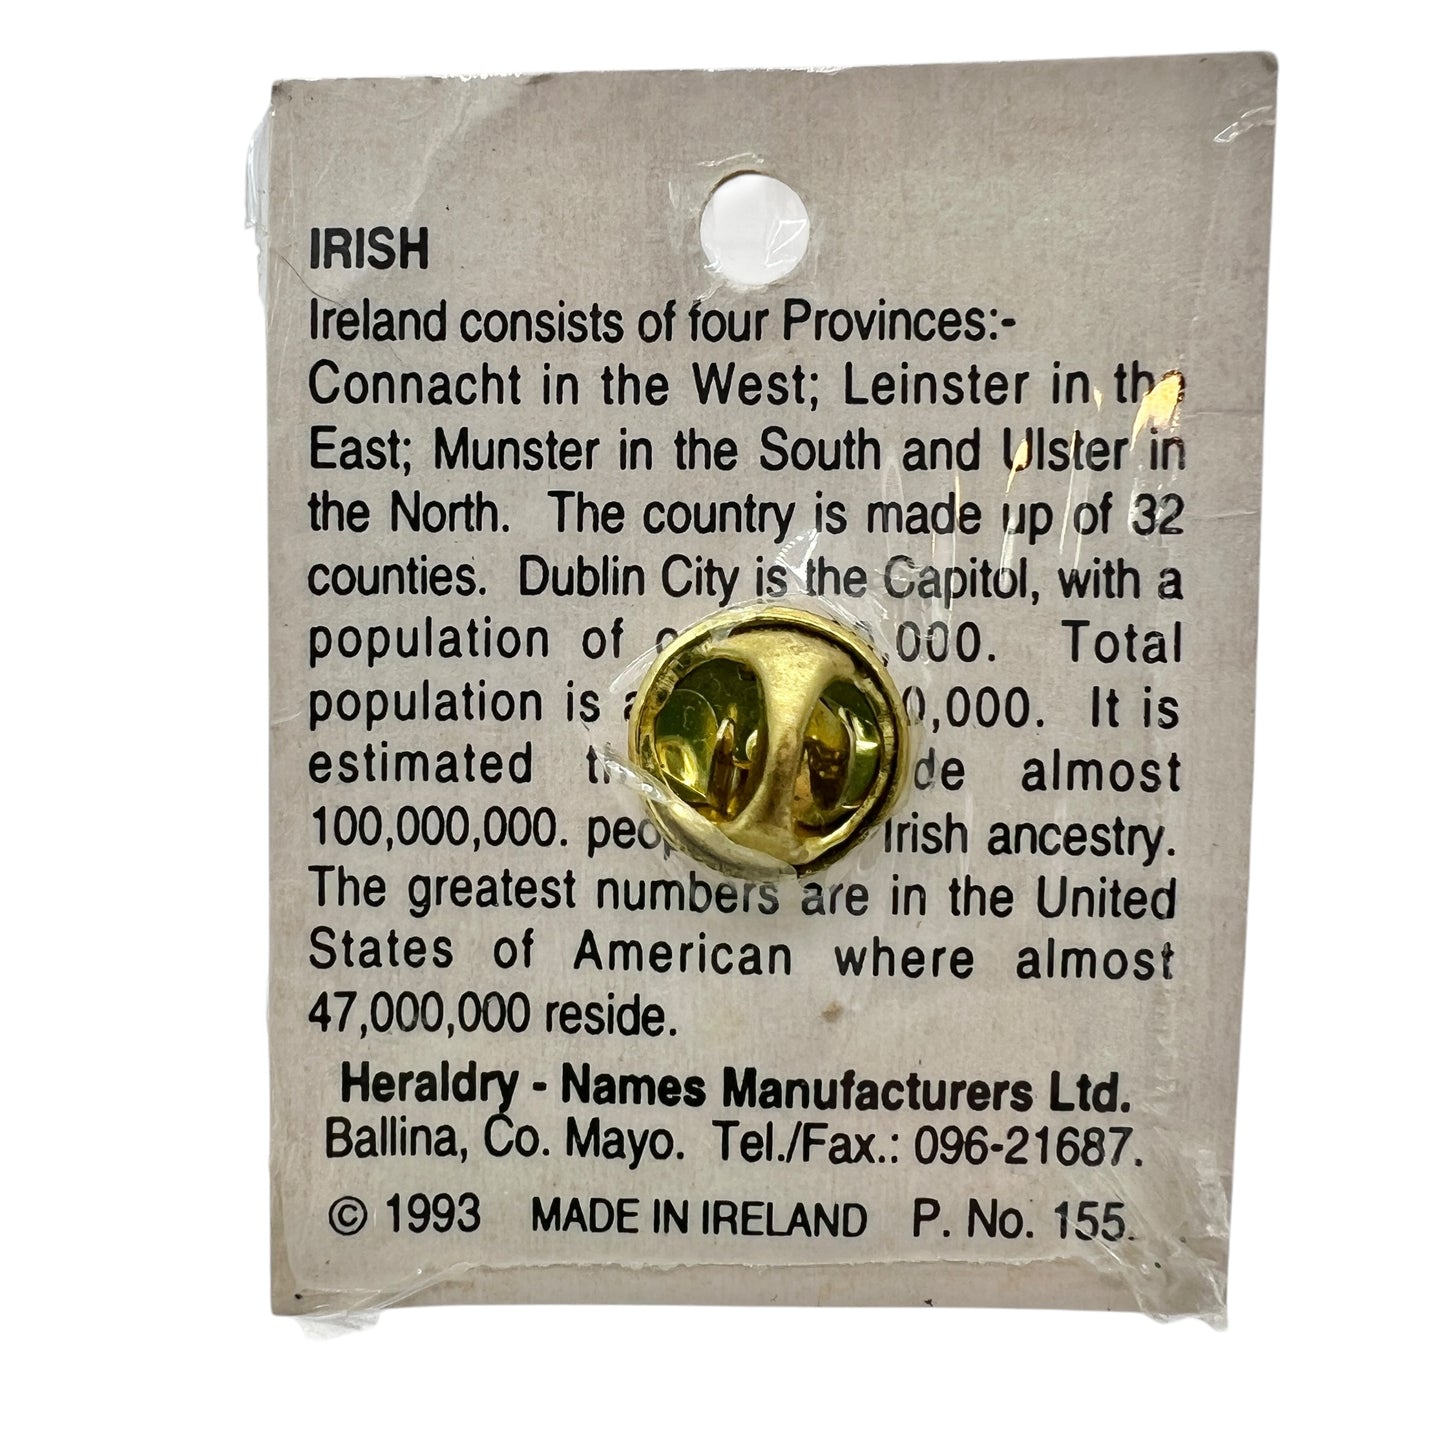 IRISH
Ireland consists of four Provinces:-
Connacht in the West; Leinster in the
East; Munster in the South and Ulster in
the North. The country is made up of 32
counties. Dublin City is the Capitol, with a
population of ,000. Total
population is ,000. It is
estimated almost
100,000,000. Irish ancestry.
The greatest numbers are in the United
States of American where almost
47,000,000 reside.
Heraldry - Names Manufacturers Ltd.
Ballina, Co. Mayo. Tel./Fax.: 096-21687.
© 1993 MADE IN IRELAND P. No. 155.